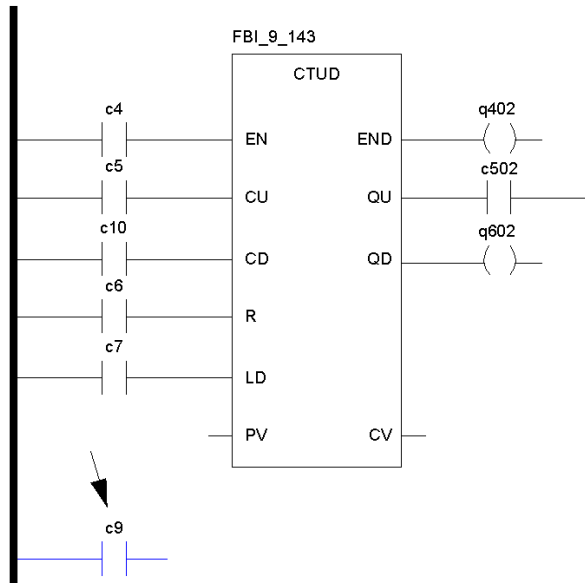 FBI_9_143
CTUD
c4
q402
EN
END
c5
c502
CU
QU
c10
q602
CD
QD
c6
R
c7
LD
PV
CV
c9